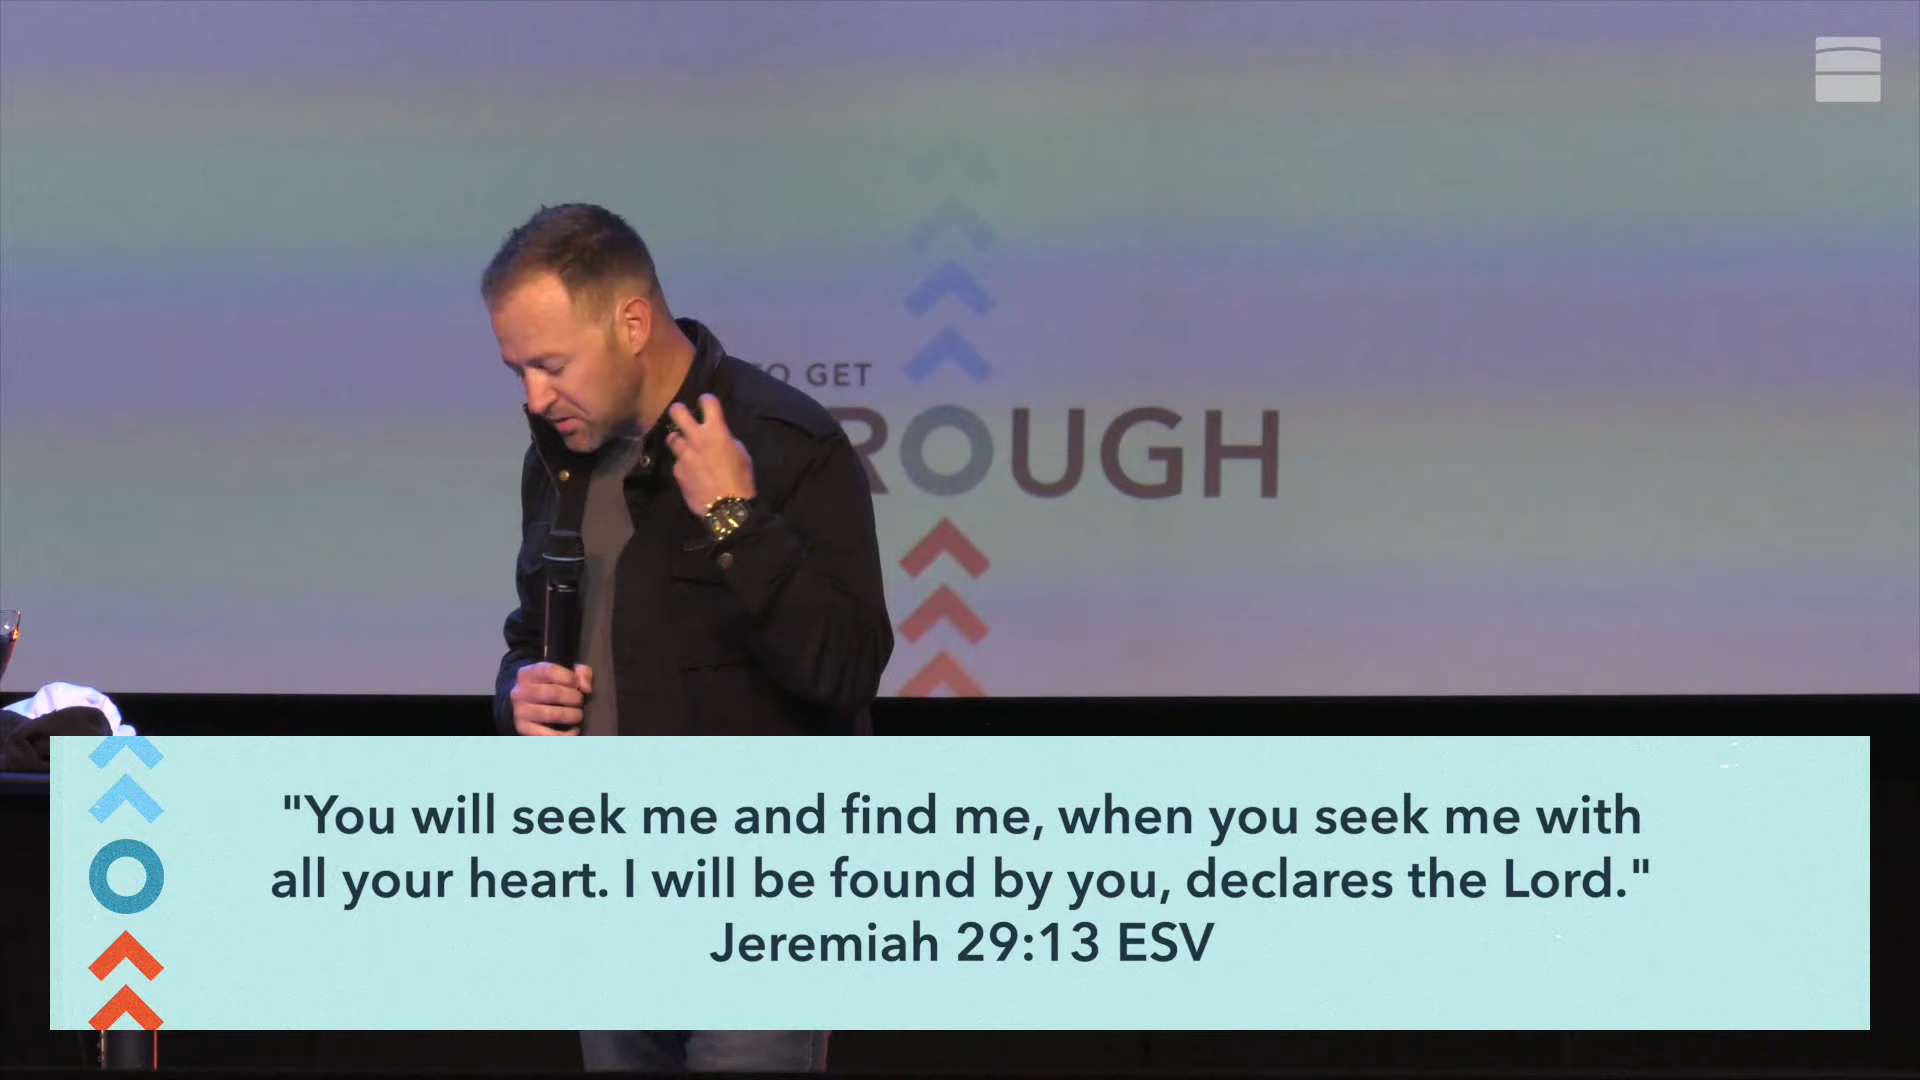 TO GET
ROUGH
"You will seek me and find me, when you seek me with
all your heart. I will be found by you, declares the Lord."
Jeremiah 29:13 ESV